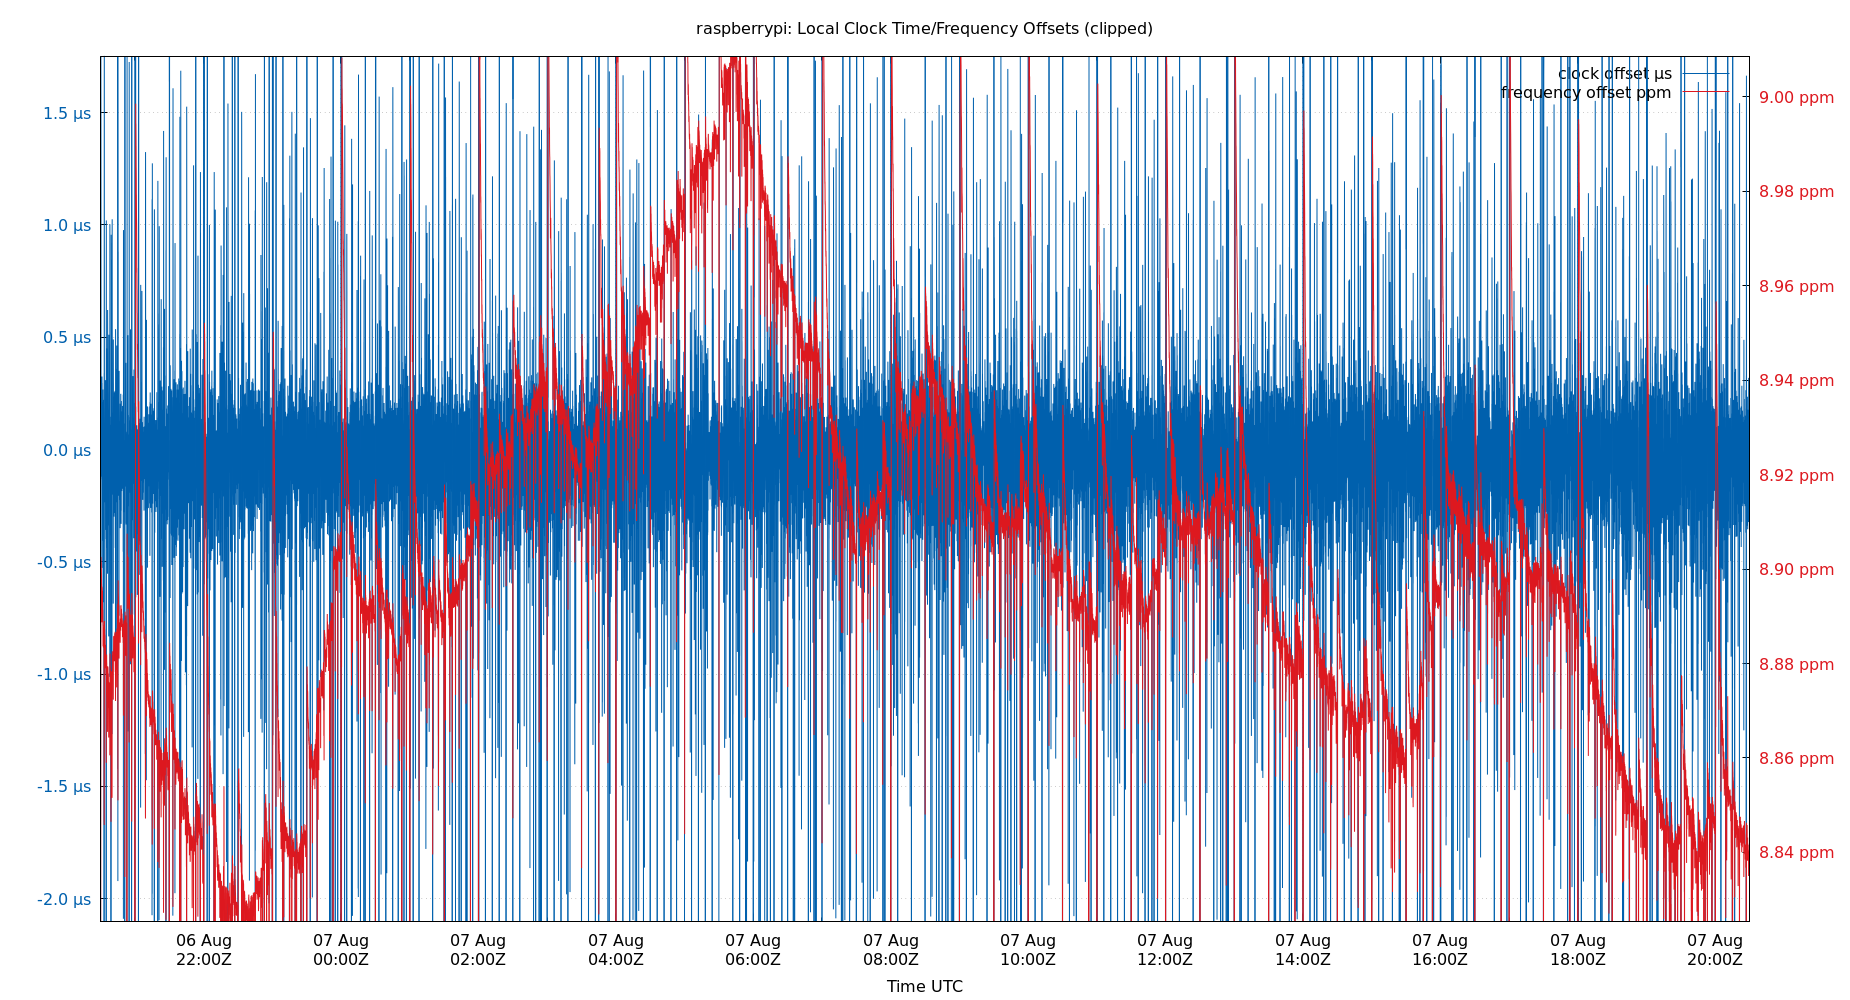 raspberrypi: Local Clock Time/Frequency Offsets (clipped)
clock offset µs
frequency offset ppm
1.5 µs
1.0 µs
0.5 µs
0.0 µs
-0.5 µs
-1.0 µs
-1.5 µs
-2.0 µs
9.00 ppm
8.98 ppm
8.96 ppm
8.94 ppm
8.92 ppm
8.90 ppm
8.88 ppm
8.86 ppm
8.84 ppm
06 Aug 07 Aug 07 Aug 07 Aug 07 Aug 07 Aug 07 Aug 07 Aug 07 Aug 07 Aug 07 Aug 07 Aug
22:00Z 00:00Z 02:00Z 04:00Z 06:00Z 08:00Z 10:00Z 12:00Z 14:00Z 16:00Z 18:00Z 20:00Z
Time UTC